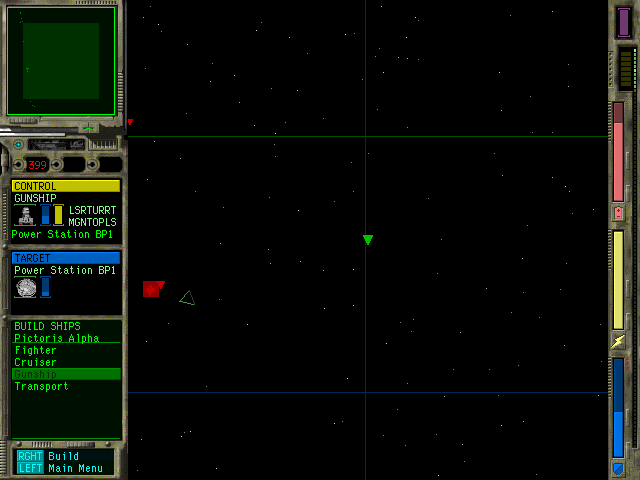 399
CONTROL
GUNSHIP
LSRTURRT
MGNTOPLS
Power Station BP1
TARGET
Power Station BP1
BUILD SHIPS
Pictoris Alpha
Fighter
Cruiser
Gunship
Transport
RGHT Build
LEFT Main Menu